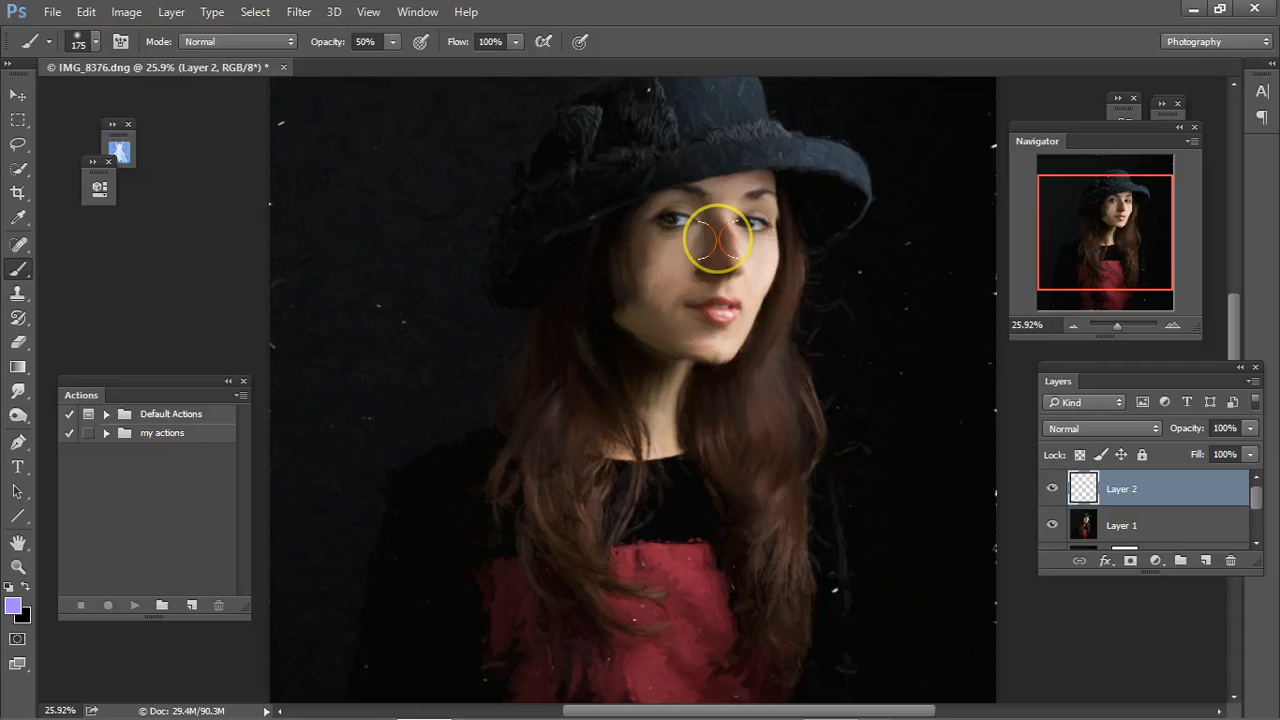 Ps File Edit Image Layer Type Select Filter 3D View Window Help
175 Mode: Normal Opacity: 50% Flow: 100% Photography
© IMG_8376.dng @ 25.9% (Layer 2, RGB/8*) * ×
Navigator
25.92%
Actions
Default Actions
my actions
Layers
Kind
Normal Opacity: 100%
Lock: Fill: 100%
Layer 2
Layer 1
25.92% © Doc: 29.4M/90.3M